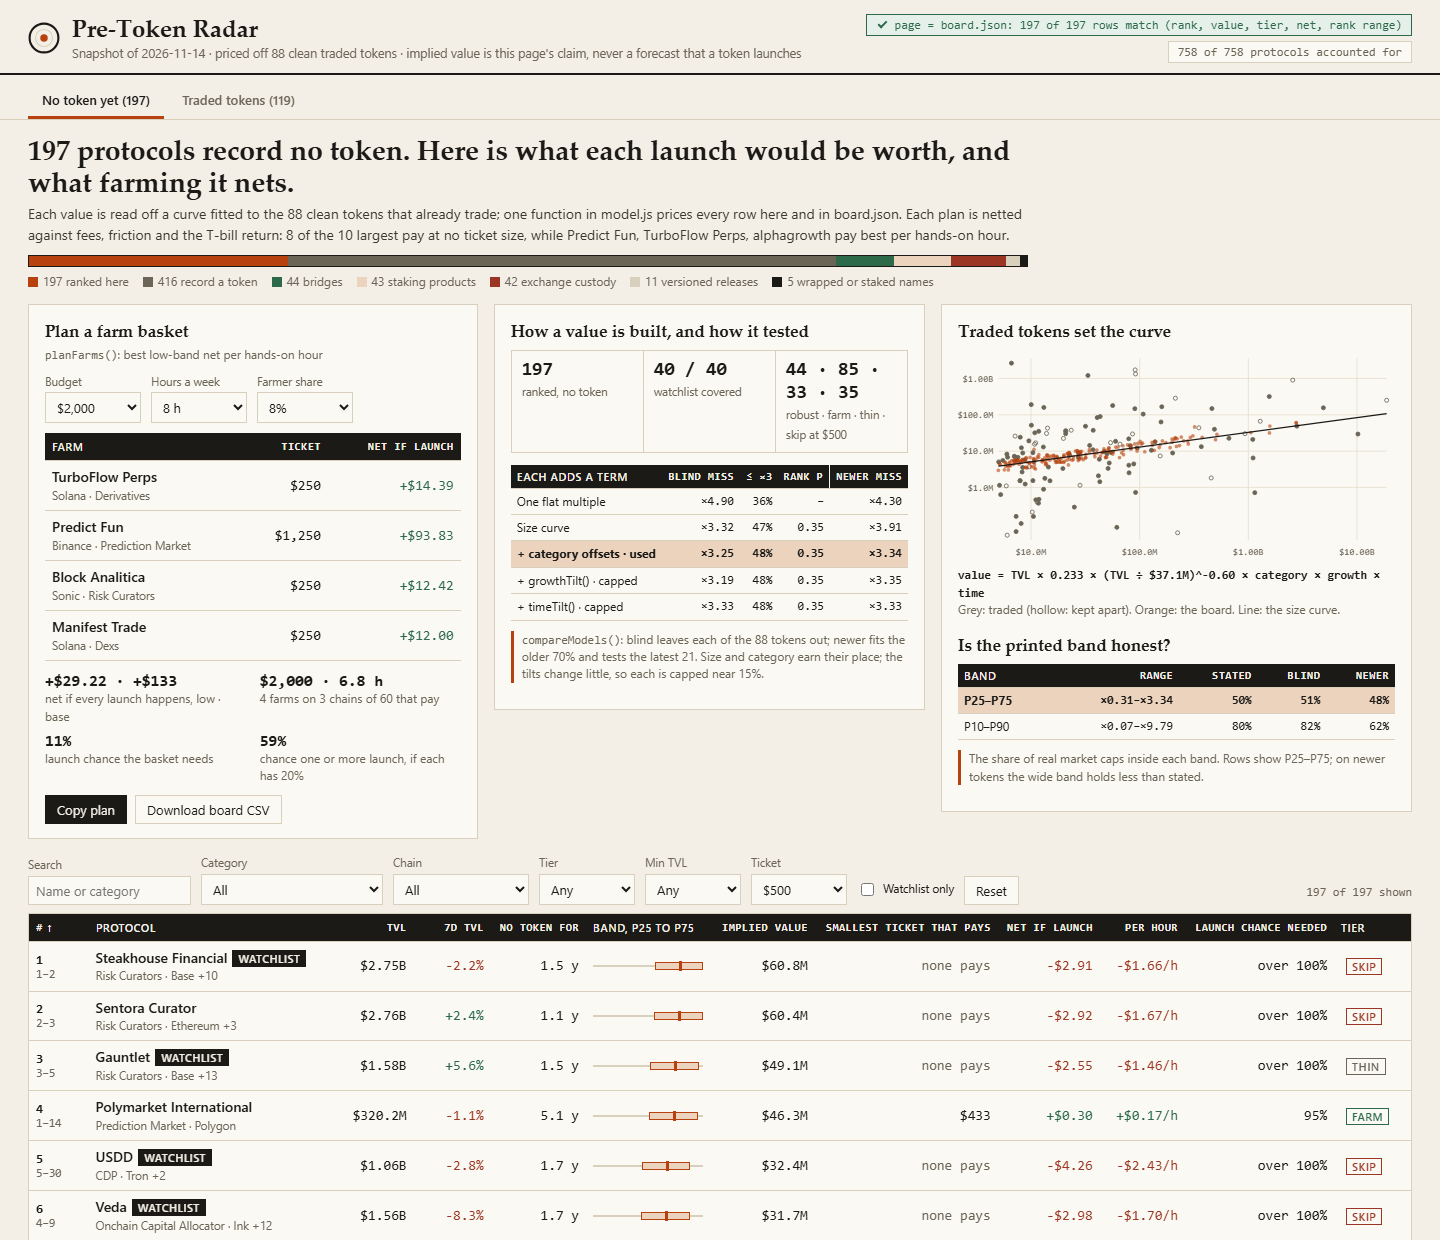 Pre-Token Radar
Snapshot of 2026-11-14 · priced off 88 clean traded tokens · implied value is this page's claim, never a forecast that a token launches
✓ page = board.json: 197 of 197 rows match (rank, value, tier, net, rank range)
758 of 758 protocols accounted for
No token yet (197) Traded tokens (119)
197 protocols record no token. Here is what each launch would be worth, and
what farming it nets.
Each value is read off a curve fitted to the 88 clean tokens that already trade; one function in model.js prices every row here and in board.json. Each plan is netted
against fees, friction and the T-bill return: 8 of the 10 largest pay at no ticket size, while Predict Fun, TurboFlow Perps, alphagrowth pay best per hands-on hour.
197 ranked here 416 record a token 44 bridges 43 staking products 42 exchange custody 11 versioned releases 5 wrapped or staked names
Plan a farm basket
planFarms(): best low-band net per hands-on hour
Budget Hours a week Farmer share
$2,000 8 h 8%
FARM TICKET NET IF LAUNCH
TurboFlow Perps $250 +$14.39
Solana · Derivatives
Predict Fun $1,250 +$93.83
Binance · Prediction Market
Block Analitica $250 +$12.42
Sonic · Risk Curators
Manifest Trade $250 +$12.00
Solana · Dexs
+$29.22 · +$133 $2,000 · 6.8 h
net if every launch happens, low · 4 farms on 3 chains of 60 that pay
base
11% 59%
launch chance the basket needs chance one or more launch, if each
has 20%
Copy plan Download board CSV
How a value is built, and how it tested
197 40 / 40 44 · 85 ·
33 · 35
ranked, no token watchlist covered robust · farm · thin ·
skip at $500
EACH ADDS A TERM BLIND MISS ≤ ×3 RANK P NEWER MISS
One flat multiple ×4.90 36% – ×4.30
Size curve ×3.32 47% 0.35 ×3.91
+ category offsets · used ×3.25 48% 0.35 ×3.34
+ growthTilt() · capped ×3.19 48% 0.35 ×3.35
+ timeTilt() · capped ×3.33 48% 0.35 ×3.33
compareModels(): blind leaves each of the 88 tokens out; newer fits the
older 70% and tests the latest 21. Size and category earn their place; the
tilts change little, so each is capped near 15%.
Traded tokens set the curve
$1.00B
$100.0M
$10.0M
$1.0M
$10.0M $100.0M $1.00B $10.00B
value = TVL × 0.233 × (TVL ÷ $37.1M)^-0.60 × category × growth ×
time
Grey: traded (hollow: kept apart). Orange: the board. Line: the size curve.
Is the printed band honest?
BAND RANGE STATED BLIND NEWER
P25–P75 ×0.31–×3.34 50% 51% 48%
P10–P90 ×0.07–×9.79 80% 82% 62%
The share of real market caps inside each band. Rows show P25–P75; on newer
tokens the wide band holds less than stated.
Search Category Chain Tier Min TVL Ticket
Name or category All All Any Any $500 Watchlist only Reset 197 of 197 shown
# ↑ PROTOCOL TVL 7D TVL NO TOKEN FOR BAND, P25 TO P75 IMPLIED VALUE SMALLEST TICKET THAT PAYS NET IF LAUNCH PER HOUR LAUNCH CHANCE NEEDED TIER
1 Steakhouse Financial WATCHLIST $2.75B -2.2% 1.5 y $60.8M none pays -$2.91 -$1.66/h over 100% SKIP
1–2 Risk Curators · Base +10
2 Sentora Curator $2.76B +2.4% 1.1 y $60.4M none pays -$2.92 -$1.67/h over 100% SKIP
2–3 Risk Curators · Ethereum +3
3 Gauntlet WATCHLIST $1.58B +5.6% 1.5 y $49.1M none pays -$2.55 -$1.46/h over 100% THIN
3–5 Risk Curators · Base +13
4 Polymarket International $320.2M -1.1% 5.1 y $46.3M $433 +$0.30 +$0.17/h 95% FARM
1–14 Prediction Market · Polygon
5 USDD WATCHLIST $1.06B -2.8% 1.7 y $32.4M none pays -$4.26 -$2.43/h over 100% SKIP
5–30 CDP · Tron +2
6 Veda WATCHLIST $1.56B -8.3% 1.7 y $31.7M none pays -$2.98 -$1.70/h over 100% SKIP
4–9 Onchain Capital Allocator · Ink +12